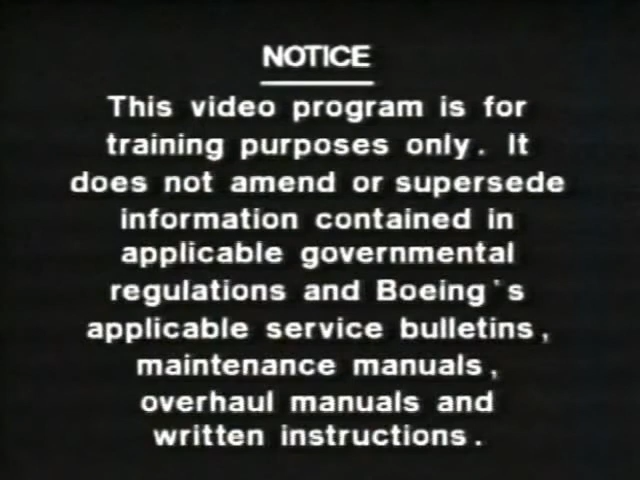 NOTICE
This video program is for
training purposes only. It
does not amend or supersede
information contained in
applicable governmental
regulations and Boeing's
applicable service bulletins,
maintenance manuals,
overhaul manuals and
written instructions.